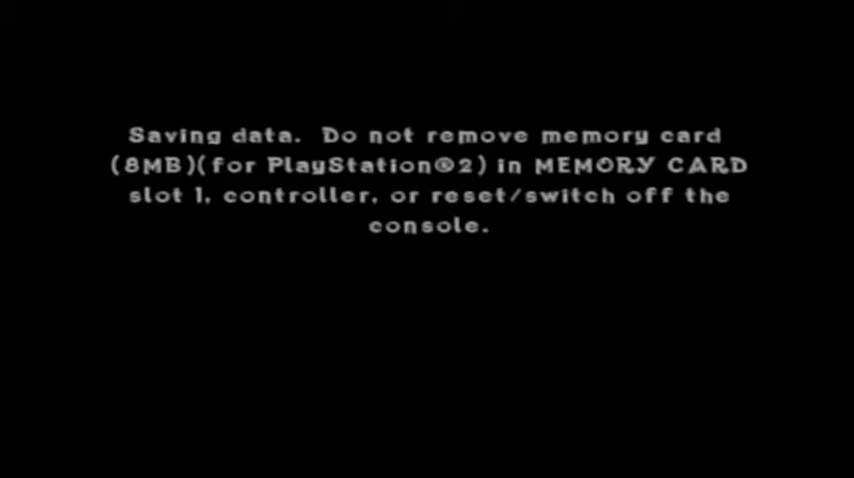 Saving data. Do not remove memory card
(8MB)(for PlayStation®2) in MEMORY CARD
slot 1, controller, or reset/switch off the
console.